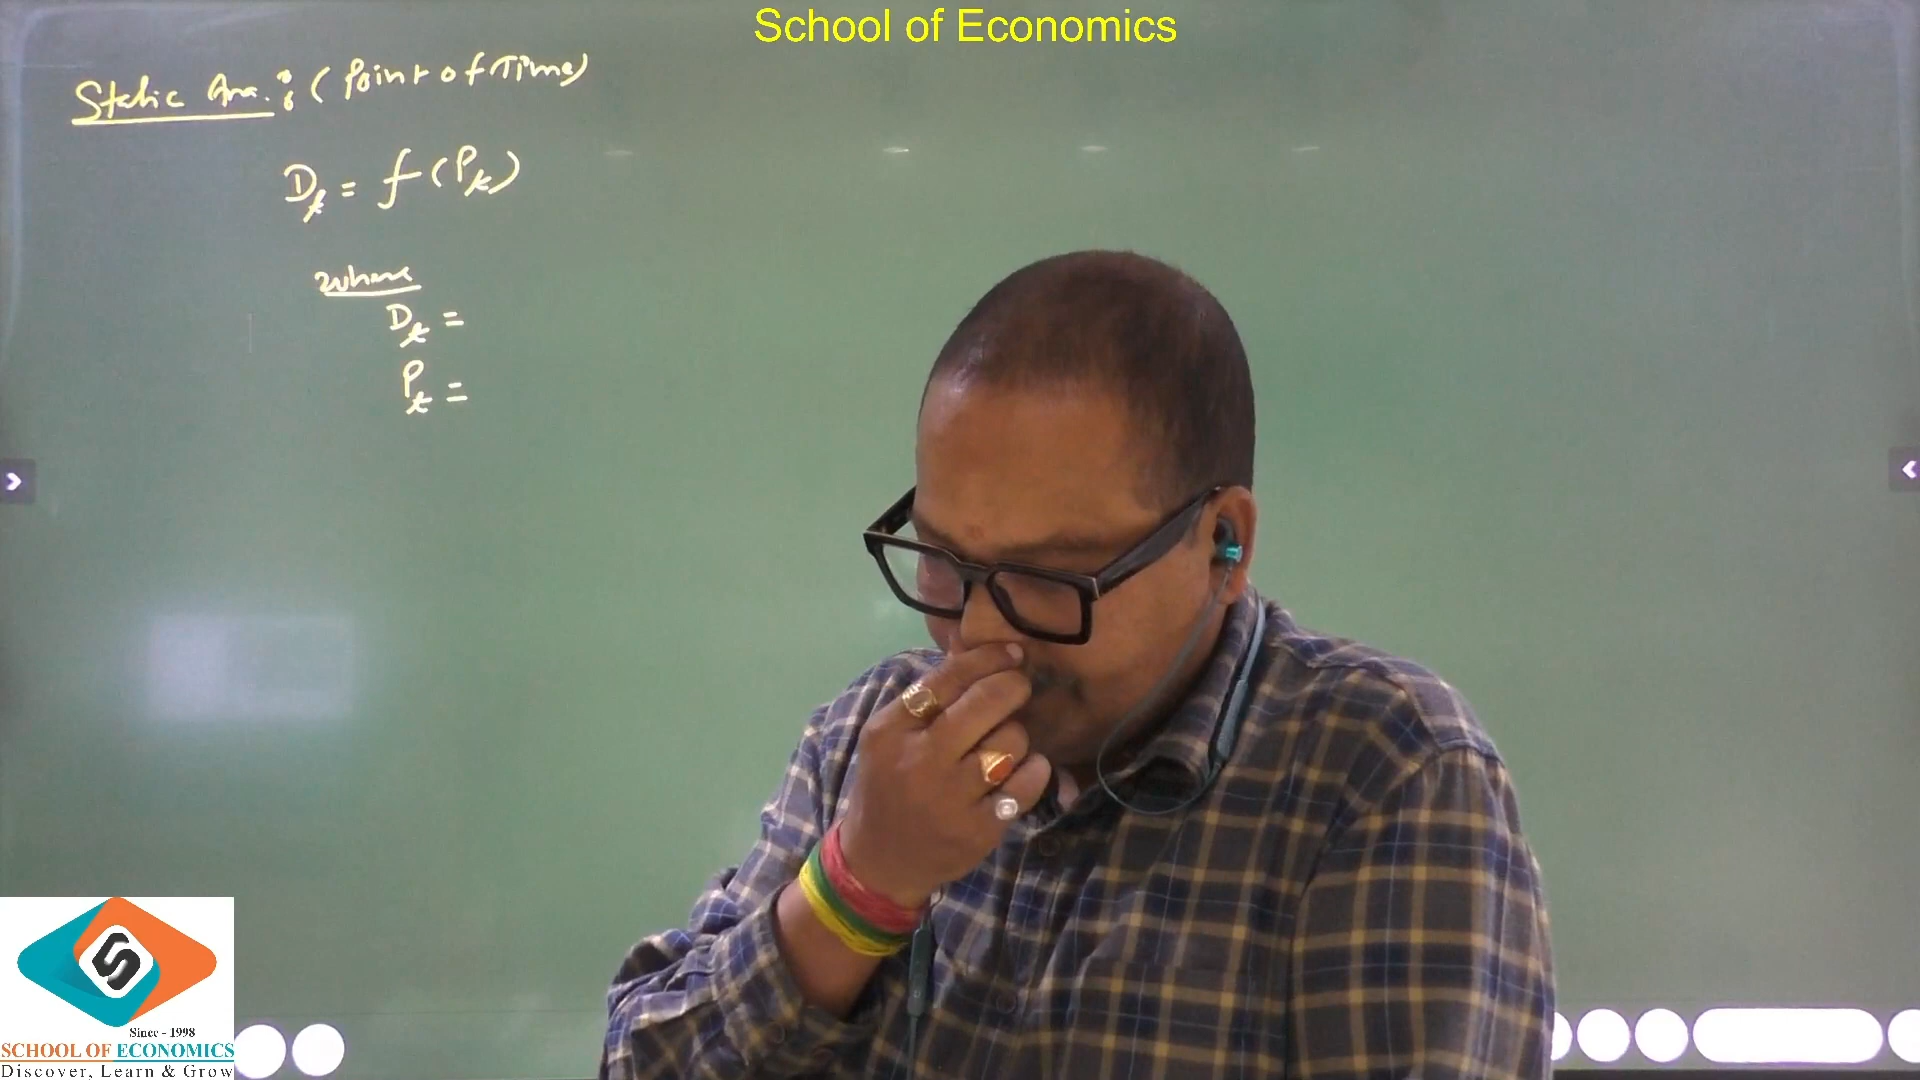 School of Economics
Static Ana. : (Point of Time)
Dt = f(Pt)
where
Dt =
Pt =
Since - 1998
SCHOOL OF ECONOMICS
Discover, Learn & Grow